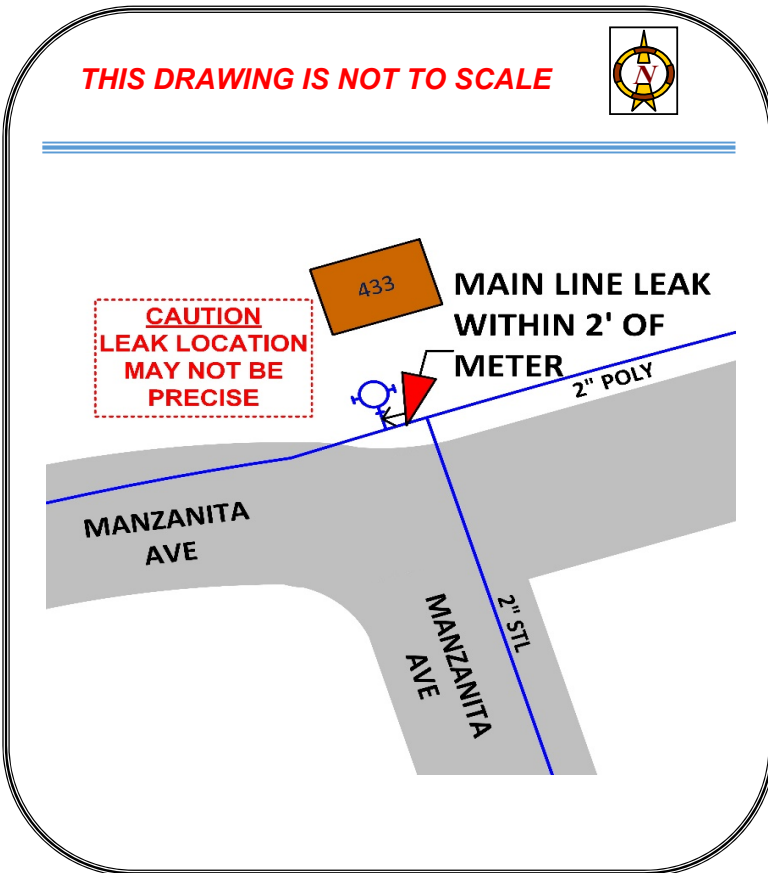 THIS DRAWING IS NOT TO SCALE
N
433
MAIN LINE LEAK
WITHIN 2' OF
METER
CAUTION
LEAK LOCATION
MAY NOT BE
PRECISE
2" POLY
MANZANITA
AVE
MANZANITA
AVE
2" STL